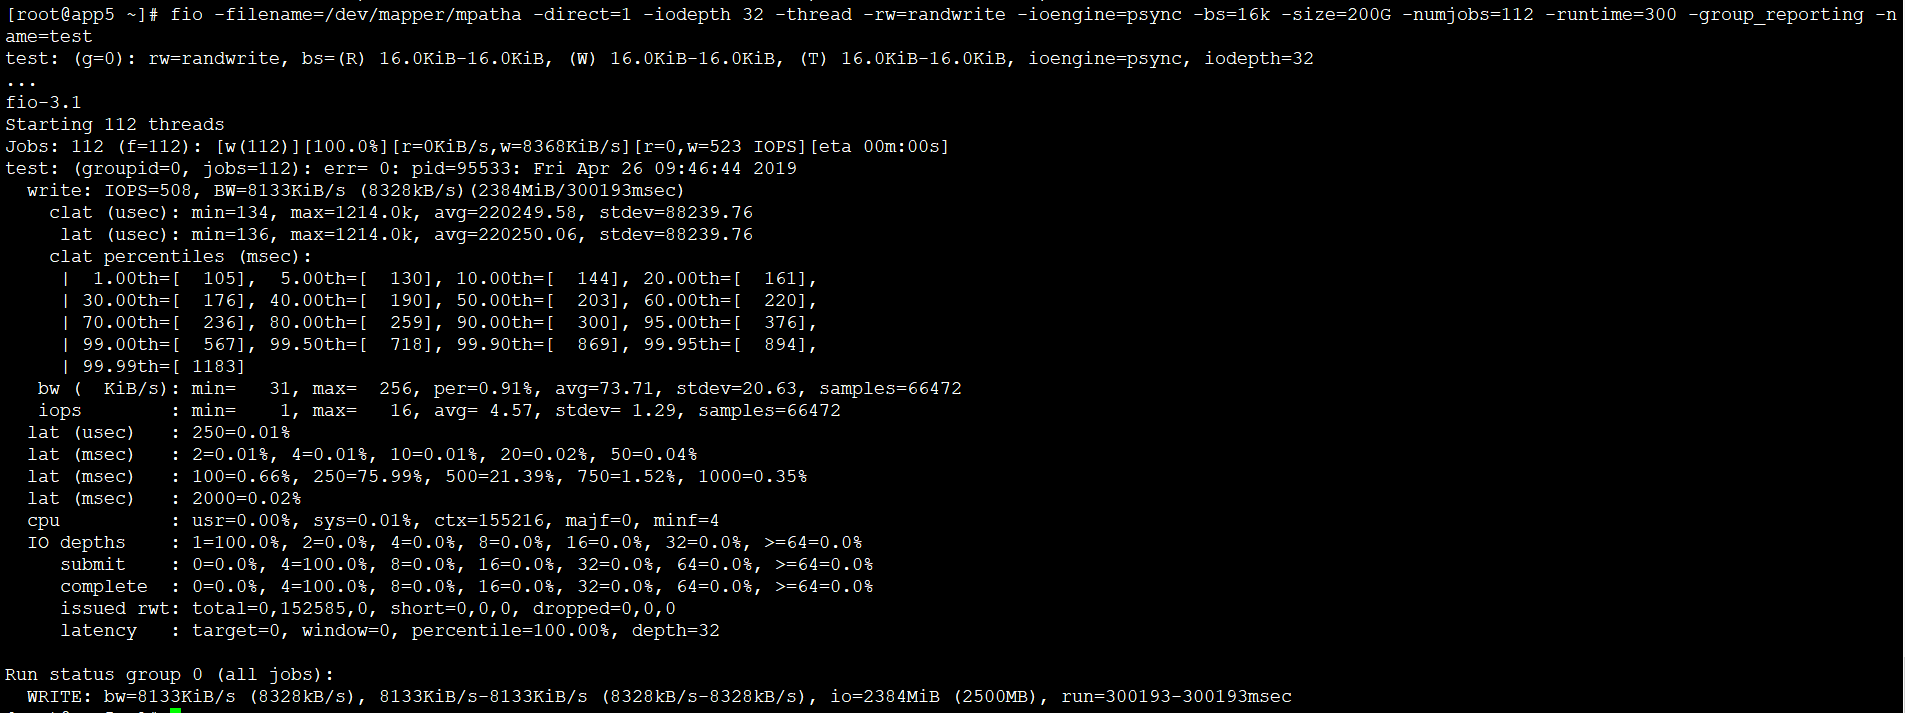 [root@app5 ~]# fio -filename=/dev/mapper/mpatha -direct=1 -iodepth 32 -thread -rw=randwrite -ioengine=psync -bs=16k -size=200G -numjobs=112 -runtime=300 -group_reporting -n
ame=test
test: (g=0): rw=randwrite, bs=(R) 16.0KiB-16.0KiB, (W) 16.0KiB-16.0KiB, (T) 16.0KiB-16.0KiB, ioengine=psync, iodepth=32
...
fio-3.1
Starting 112 threads
Jobs: 112 (f=112): [w(112)][100.0%][r=0KiB/s,w=8368KiB/s][r=0,w=523 IOPS][eta 00m:00s]
test: (groupid=0, jobs=112): err= 0: pid=95533: Fri Apr 26 09:46:44 2019
  write: IOPS=508, BW=8133KiB/s (8328kB/s)(2384MiB/300193msec)
    clat (usec): min=134, max=1214.0k, avg=220249.58, stdev=88239.76
     lat (usec): min=136, max=1214.0k, avg=220250.06, stdev=88239.76
    clat percentiles (msec):
     |  1.00th=[  105],  5.00th=[  130], 10.00th=[  144], 20.00th=[  161],
     | 30.00th=[  176], 40.00th=[  190], 50.00th=[  203], 60.00th=[  220],
     | 70.00th=[  236], 80.00th=[  259], 90.00th=[  300], 95.00th=[  376],
     | 99.00th=[  567], 99.50th=[  718], 99.90th=[  869], 99.95th=[  894],
     | 99.99th=[ 1183]
   bw (  KiB/s): min=   31, max=  256, per=0.91%, avg=73.71, stdev=20.63, samples=66472
   iops        : min=    1, max=   16, avg= 4.57, stdev= 1.29, samples=66472
  lat (usec)   : 250=0.01%
  lat (msec)   : 2=0.01%, 4=0.01%, 10=0.01%, 20=0.02%, 50=0.04%
  lat (msec)   : 100=0.66%, 250=75.99%, 500=21.39%, 750=1.52%, 1000=0.35%
  lat (msec)   : 2000=0.02%
  cpu          : usr=0.00%, sys=0.01%, ctx=155216, majf=0, minf=4
  IO depths    : 1=100.0%, 2=0.0%, 4=0.0%, 8=0.0%, 16=0.0%, 32=0.0%, >=64=0.0%
     submit    : 0=0.0%, 4=100.0%, 8=0.0%, 16=0.0%, 32=0.0%, 64=0.0%, >=64=0.0%
     complete  : 0=0.0%, 4=100.0%, 8=0.0%, 16=0.0%, 32=0.0%, 64=0.0%, >=64=0.0%
     issued rwt: total=0,152585,0, short=0,0,0, dropped=0,0,0
     latency   : target=0, window=0, percentile=100.00%, depth=32
Run status group 0 (all jobs):
  WRITE: bw=8133KiB/s (8328kB/s), 8133KiB/s-8133KiB/s (8328kB/s-8328kB/s), io=2384MiB (2500MB), run=300193-300193msec